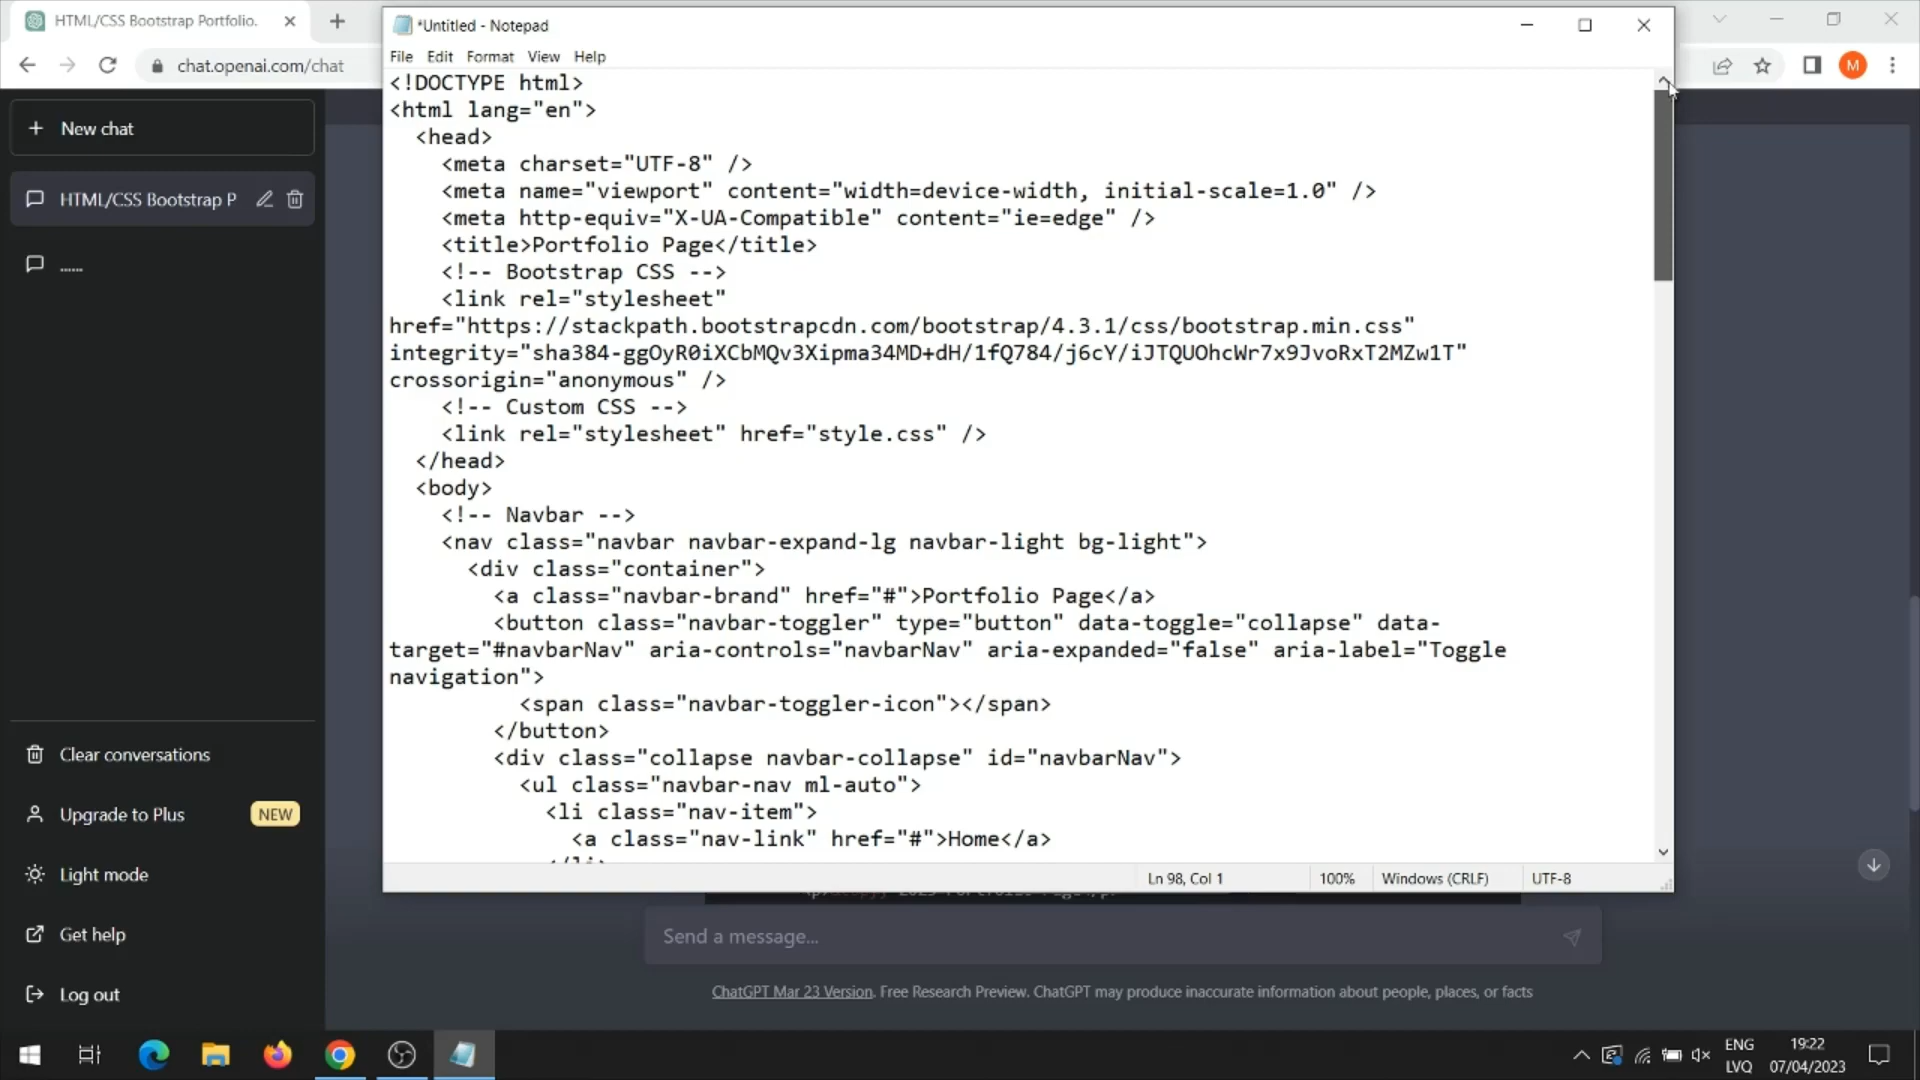 HTML/CSS Bootstrap Portfolio.
chat.openai.com/chat
M
New chat
HTML/CSS Bootstrap P
......
Clear conversations
Upgrade to Plus
NEW
Light mode
Get help
Log out
*Untitled - Notepad
File Edit Format View Help
<!DOCTYPE html>
<html lang="en">
<head>
<meta charset="UTF-8" />
<meta name="viewport" content="width=device-width, initial-scale=1.0" />
<meta http-equiv="X-UA-Compatible" content="ie=edge" />
<title>Portfolio Page</title>
<!-- Bootstrap CSS -->
<link rel="stylesheet"
href="https://stackpath.bootstrapcdn.com/bootstrap/4.3.1/css/bootstrap.min.css"
integrity="sha384-ggOyR0iXCbMQv3Xipma34MD+dH/1fQ784/j6cY/iJTQUOhcWr7x9JvoRxT2MZw1T"
crossorigin="anonymous" />
<!-- Custom CSS -->
<link rel="stylesheet" href="style.css" />
</head>
<body>
<!-- Navbar -->
<nav class="navbar navbar-expand-lg navbar-light bg-light">
<div class="container">
<a class="navbar-brand" href="#">Portfolio Page</a>
<button class="navbar-toggler" type="button" data-toggle="collapse" data-
target="#navbarNav" aria-controls="navbarNav" aria-expanded="false" aria-label="Toggle
navigation">
<span class="navbar-toggler-icon"></span>
</button>
<div class="collapse navbar-collapse" id="navbarNav">
<ul class="navbar-nav ml-auto">
<li class="nav-item">
<a class="nav-link" href="#">Home</a>
Ln 98, Col 1
100%
Windows (CRLF)
UTF-8
Send a message...
ChatGPT Mar 23 Version. Free Research Preview. ChatGPT may produce inaccurate information about people, places, or facts
ENG
LVQ
19:22
07/04/2023